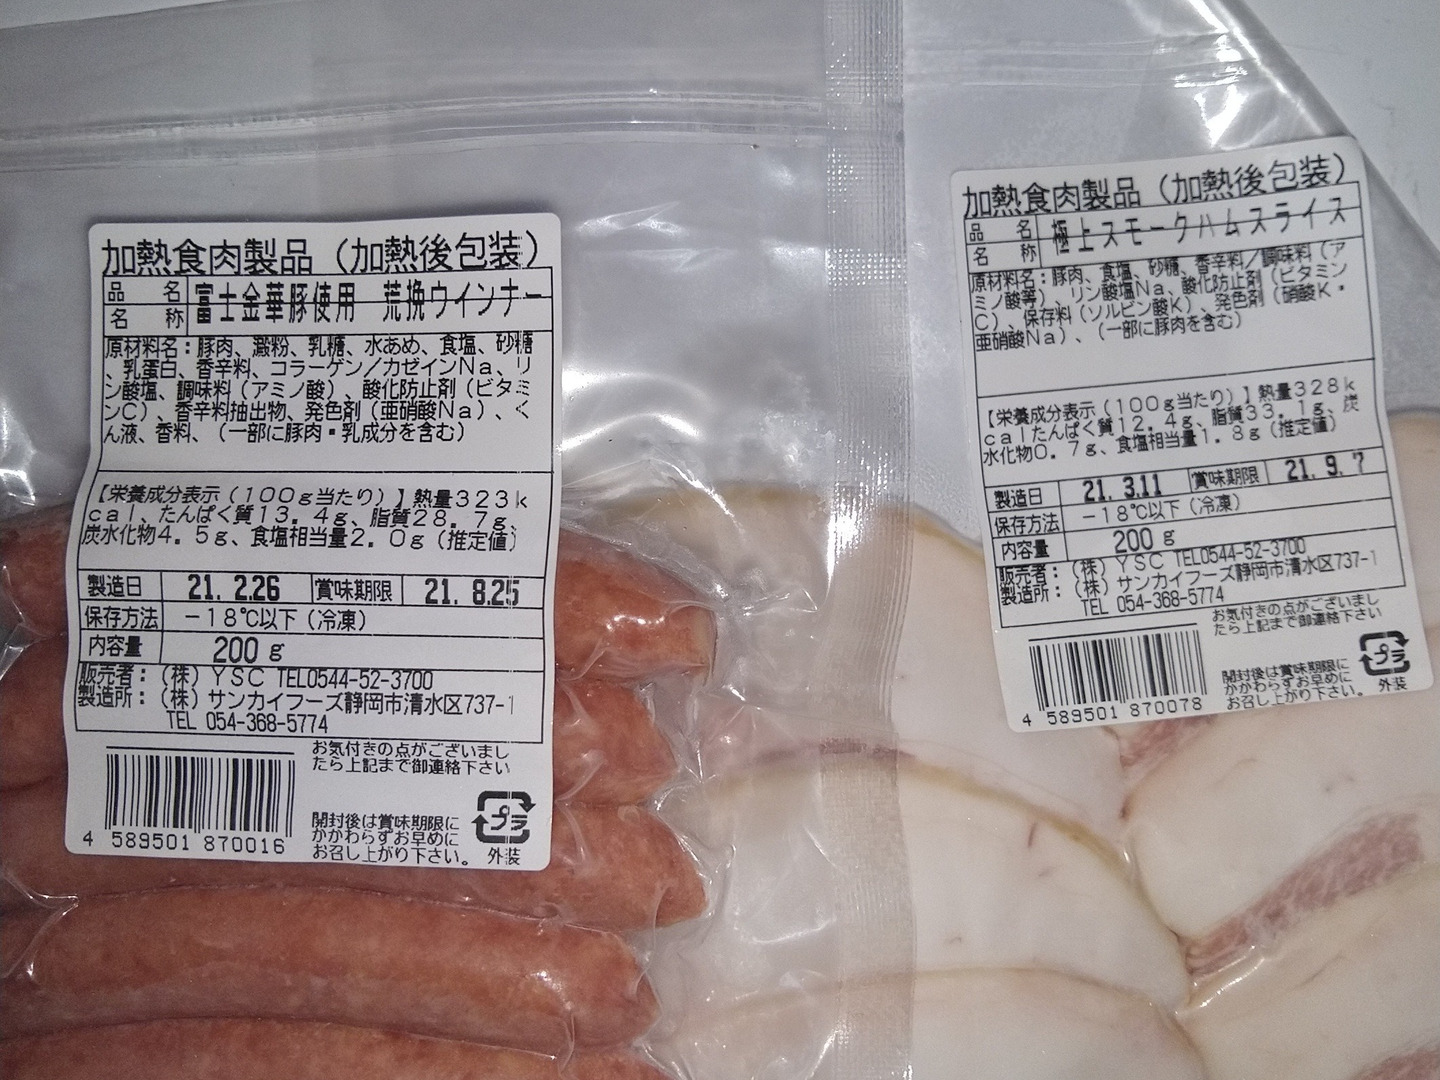 加熱食肉製品（加熱後包装）
品名
名称
富士金華豚使用 荒挽ウインナー
原材料名：豚肉、澱粉、乳糖、水あめ、食塩、砂糖
、乳蛋白、香辛料、コラーゲン／カゼインNa、リ
ン酸塩、調味料（アミノ酸）、酸化防止剤（ビタミ
ンC）、香辛料抽出物、発色剤（亜硝酸Na）、く
ん液、香料、（一部に豚肉・乳成分を含む）
【栄養成分表示（100g当たり）】熱量323k
cal、たんぱく質13．4g、脂質28．7g、
炭水化物4．5g、食塩相当量2．0g（推定値）
製造日 21. 2.26 賞味期限 21. 8.25
保存方法 −18℃以下（冷凍）
内容量 200 g
販売者：（株）YSC TEL0544-52-3700
製造所：（株）サンカイフーズ静岡市清水区737-1
TEL 054-368-5774
お気付きの点がございまし
たら上記まで御連絡下さい
開封後は賞味期限に
かかわらずお早めに
お召し上がり下さい。
プラ
外装
4 589501 870016
加熱食肉製品（加熱後包装）
品名
名称
極上スモークハムスライス
原材料名：豚肉、食塩、砂糖、香辛料／調味料（ア
ミノ酸等）、リン酸塩Na、酸化防止剤（ビタミン
C）、保存料（ソルビン酸K）、発色剤（硝酸K・
亜硝酸Na）、（一部に豚肉を含む）
【栄養成分表示（100g当たり）】熱量328k
calたんぱく質12．4g、脂質33．1g、炭
水化物0．7g、食塩相当量1．8g（推定値）
製造日 21. 3.11 賞味期限 21. 9. 7
保存方法 −18℃以下（冷凍）
内容量 200 g
販売者：（株）YSC TEL0544-52-3700
製造所：（株）サンカイフーズ静岡市清水区737-1
TEL 054-368-5774
お気付きの点がございまし
たら上記まで御連絡下さい
開封後は賞味期限に
かかわらずお早めに
お召し上がり下さい。
プラ
外装
4 589501 870078